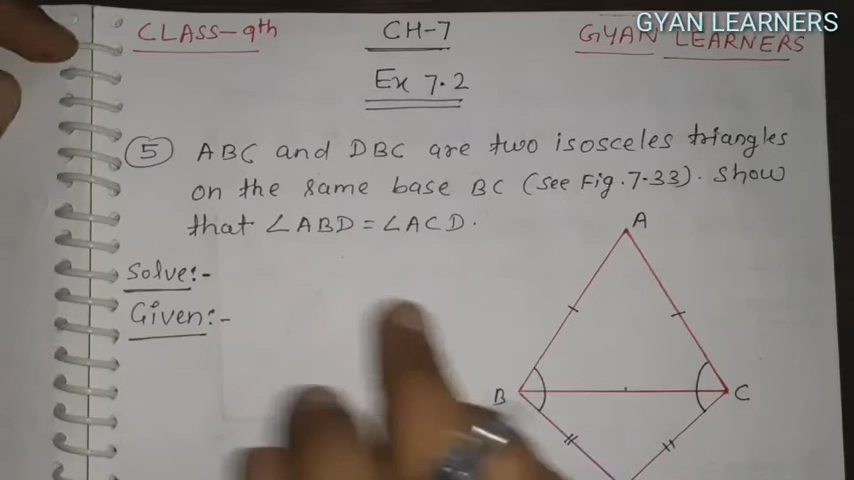 GYAN LEARNERS
CLASS-9th
CH-7
GYAN LEARNERS
Ex 7.2
5 ABC and DBC are two isosceles triangles
on the same base BC (see Fig. 7.33). Show
that ∠ABD = ∠ACD.
A
Solve:-
Given:-
B
C